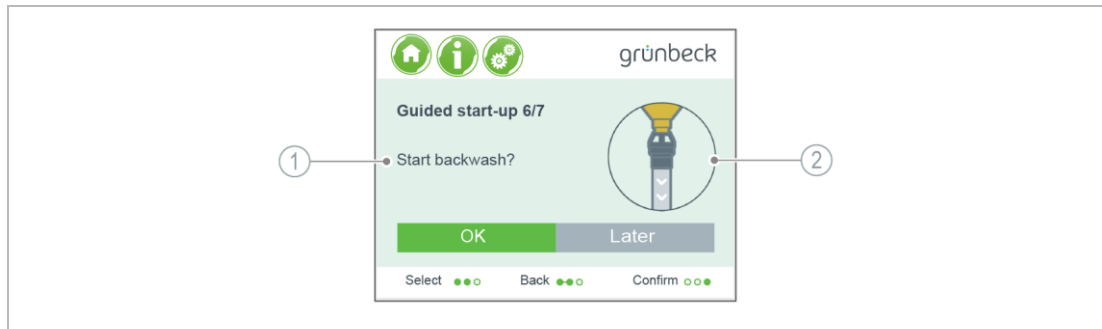 grünbeck
Guided start-up 6/7
1
Start backwash?
2
OK Later
Select Back Confirm